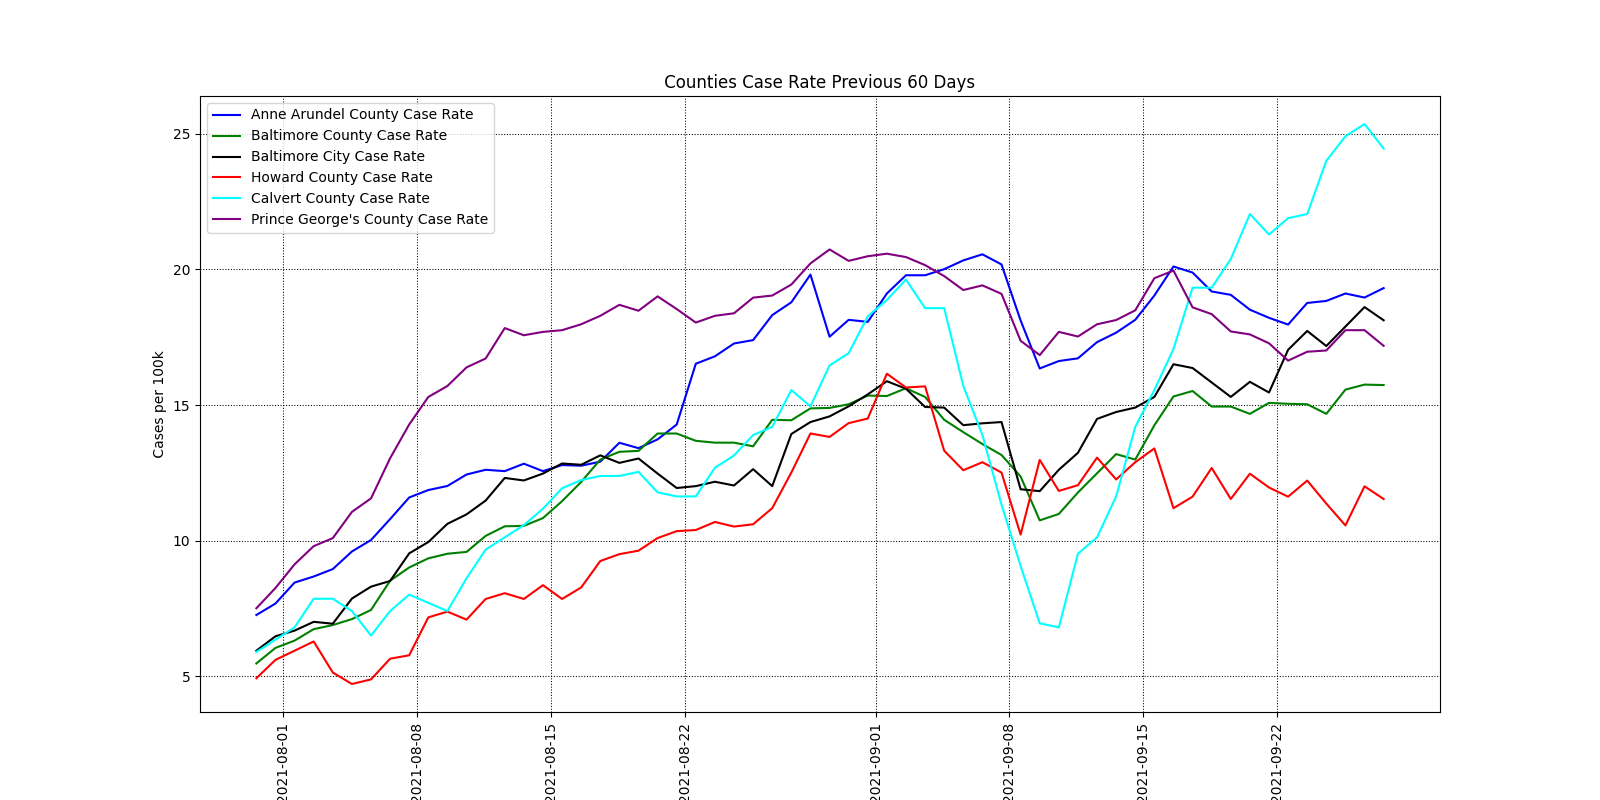 Counties Case Rate Previous 60 Days
Anne Arundel County Case Rate
Baltimore County Case Rate
Baltimore City Case Rate
Howard County Case Rate
Calvert County Case Rate
Prince George's County Case Rate
Cases per 100k
25
20
15
10
5
2021-08-01
2021-08-08
2021-08-15
2021-08-22
2021-09-01
2021-09-08
2021-09-15
2021-09-22